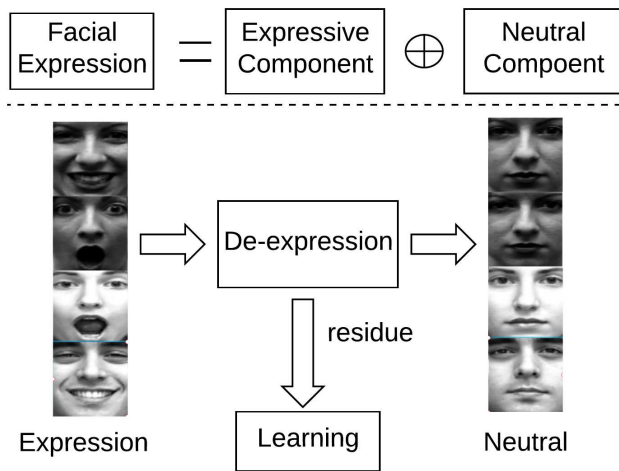 Facial
Expression
=
Expressive
Component
⊕
Neutral
Compoent
De-expression
residue
Learning
Expression
Neutral